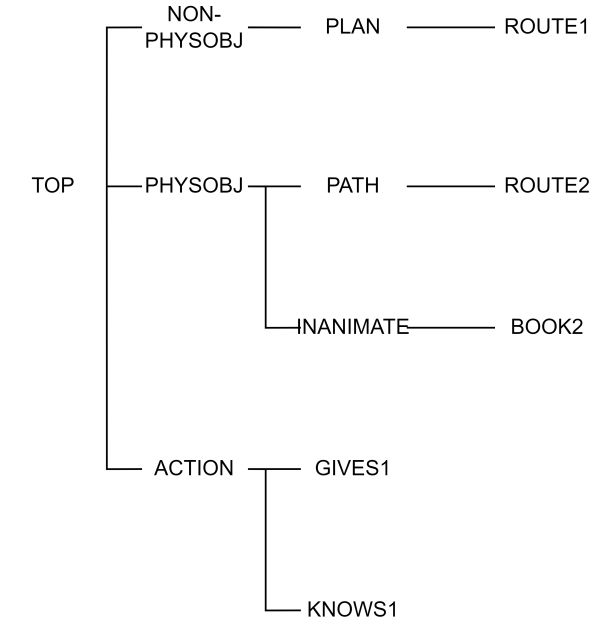 NON-
PHYSOBJ
PLAN
ROUTE1
TOP
PHYSOBJ
PATH
ROUTE2
INANIMATE
BOOK2
ACTION
GIVES1
KNOWS1